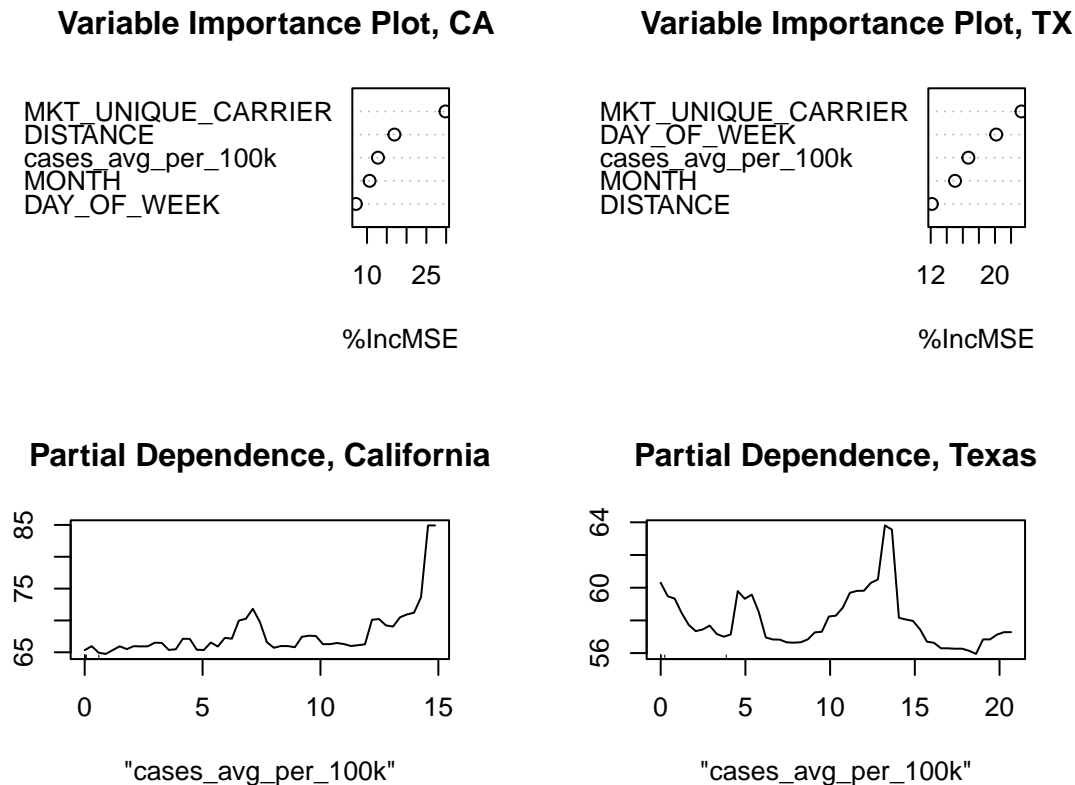 Variable Importance Plot, CA
MKT_UNIQUE_CARRIER
DISTANCE
cases_avg_per_100k
MONTH
DAY_OF_WEEK
10 25
%IncMSE
Variable Importance Plot, TX
MKT_UNIQUE_CARRIER
DAY_OF_WEEK
cases_avg_per_100k
MONTH
DISTANCE
12 20
%IncMSE
Partial Dependence, California
85
75
65
0 5 10 15
"cases_avg_per_100k"
Partial Dependence, Texas
64
60
56
0 5 10 15 20
"cases_avg_per_100k"